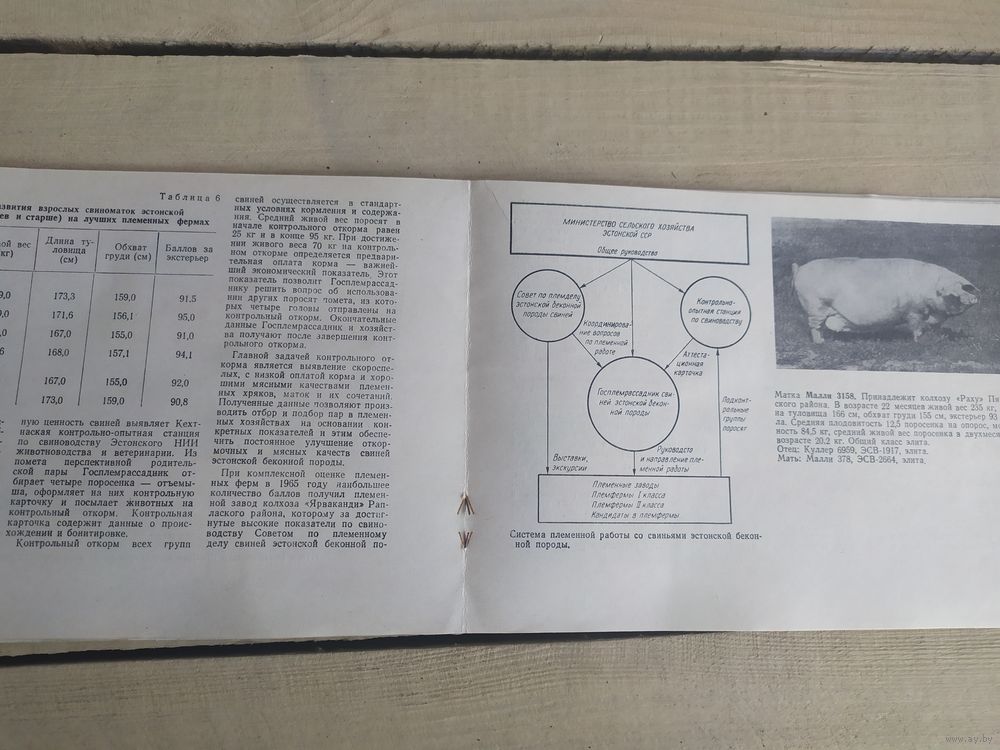 Таблица 6
азвития взрослых свиноматок эстонской
ев и старше) на лучших племенных фермах
ой вес
кг)
Длина ту-
ловища
(см)
Обхват
груди (см)
Баллов за
экстерьер
9,0 173,3 159,0 91,5
9,0 171,6 156,1 95,0
,0 167,0 155,0 91,0
6 168,0 157,1 94,1
167,0 155,0 92,0
173,0 159,0 90,8
ную ценность свиней выявляет Кехт-
наская контрольно-опытная станция
по свиноводству Эстонского НИИ
животноводства и ветеринарии. Из
помета перспективной родитель-
ской пары Госплемрассадник от-
бирает четыре поросенка — отъемы-
ша, оформляет на них контрольную
карточку и посылает животных на
контрольный откорм. Контрольная
карточка содержит данные о проис-
хождении и бонитировке.
Контрольный откорм всех групп
свиней осуществляется в стандарт-
ных условиях кормления и содержа-
ния. Средний живой вес поросят в
начале контрольного откорма равен
25 кг и в конце 95 кг. При достиже-
нии живого веса 70 кг на контроль-
ном откорме определяется предвари-
тельная оплата корма — важней-
ший экономический показатель. Этот
показатель позволит Госплемрассад-
нику решить вопрос об использова-
нии других поросят помета, из ко-
рых четыре головы отправлены на
контрольный откорм. Окончательные
данные Госплемрассадник и хозяйст-
ва получают после завершения конт-
рольного откорма.
Главной задачей контрольного от-
корма является выявление скороспе-
лых, с низкой оплатой корма и хоро-
шими мясными качествами племен-
ных хряков, маток и их сочетаний.
Полученные данные позволяют произ-
водить отбор и подбор пар в племен-
ных хозяйствах на основании кон-
кретных показателей и этим обеспе-
чить постоянное улучшение откор-
мочных и мясных качеств свиней
эстонской беконной породы.
При комплексной оценке племен-
ных ферм в 1965 году наибольшее
количество баллов получил племен-
ной завод колхоза «Ярваканди» Рап-
лаского района, которому за достиг-
нутые высокие показатели по свино-
водству Советом по племенному
делу свиней эстонской беконной по-
МИНИСТЕРСТВО СЕЛЬСКОГО ХОЗЯЙСТВА
ЭСТОНСКОЙ ССР
Общее руководство
Совет по племделу
эстонской беконной
породы свиней
Контрольно-
опытная станция
по свиноводству
Координирова-
ние вопросов
по племенной
работе
Аттеста-
ционная
карточка
Госплемрассадник сви-
ней эстонской бекон-
ной породы
Подконт-
рольные
группы
поросят
Выставки,
экскурсии
Руководств
и направление пле-
менной работы
Племенные заводы
Племфермы I класса
Племфермы II класса
Кандидаты в племфермы
Система племенной работы со свиньями эстонской бекон-
ной породы.
Матка Малли 3158. Принадлежит колхозу «Раху» Пя
ского района. В возрасте 22 месяцев живой вес 235 кг,
на туловища 166 см, обхват груди 155 см, экстерьер 93
ла. Средняя плодовитость 12,5 поросенка на опорос, мо
ность 84,5 кг, средний живой вес поросенка в двухмеся
возрасте 20,2 кг. Общий класс элита.
Отец: Куллер 6959, ЭСВ-1917, элита.
Мать: Малли 378, ЭСВ-2664, элита.
www.ay.by